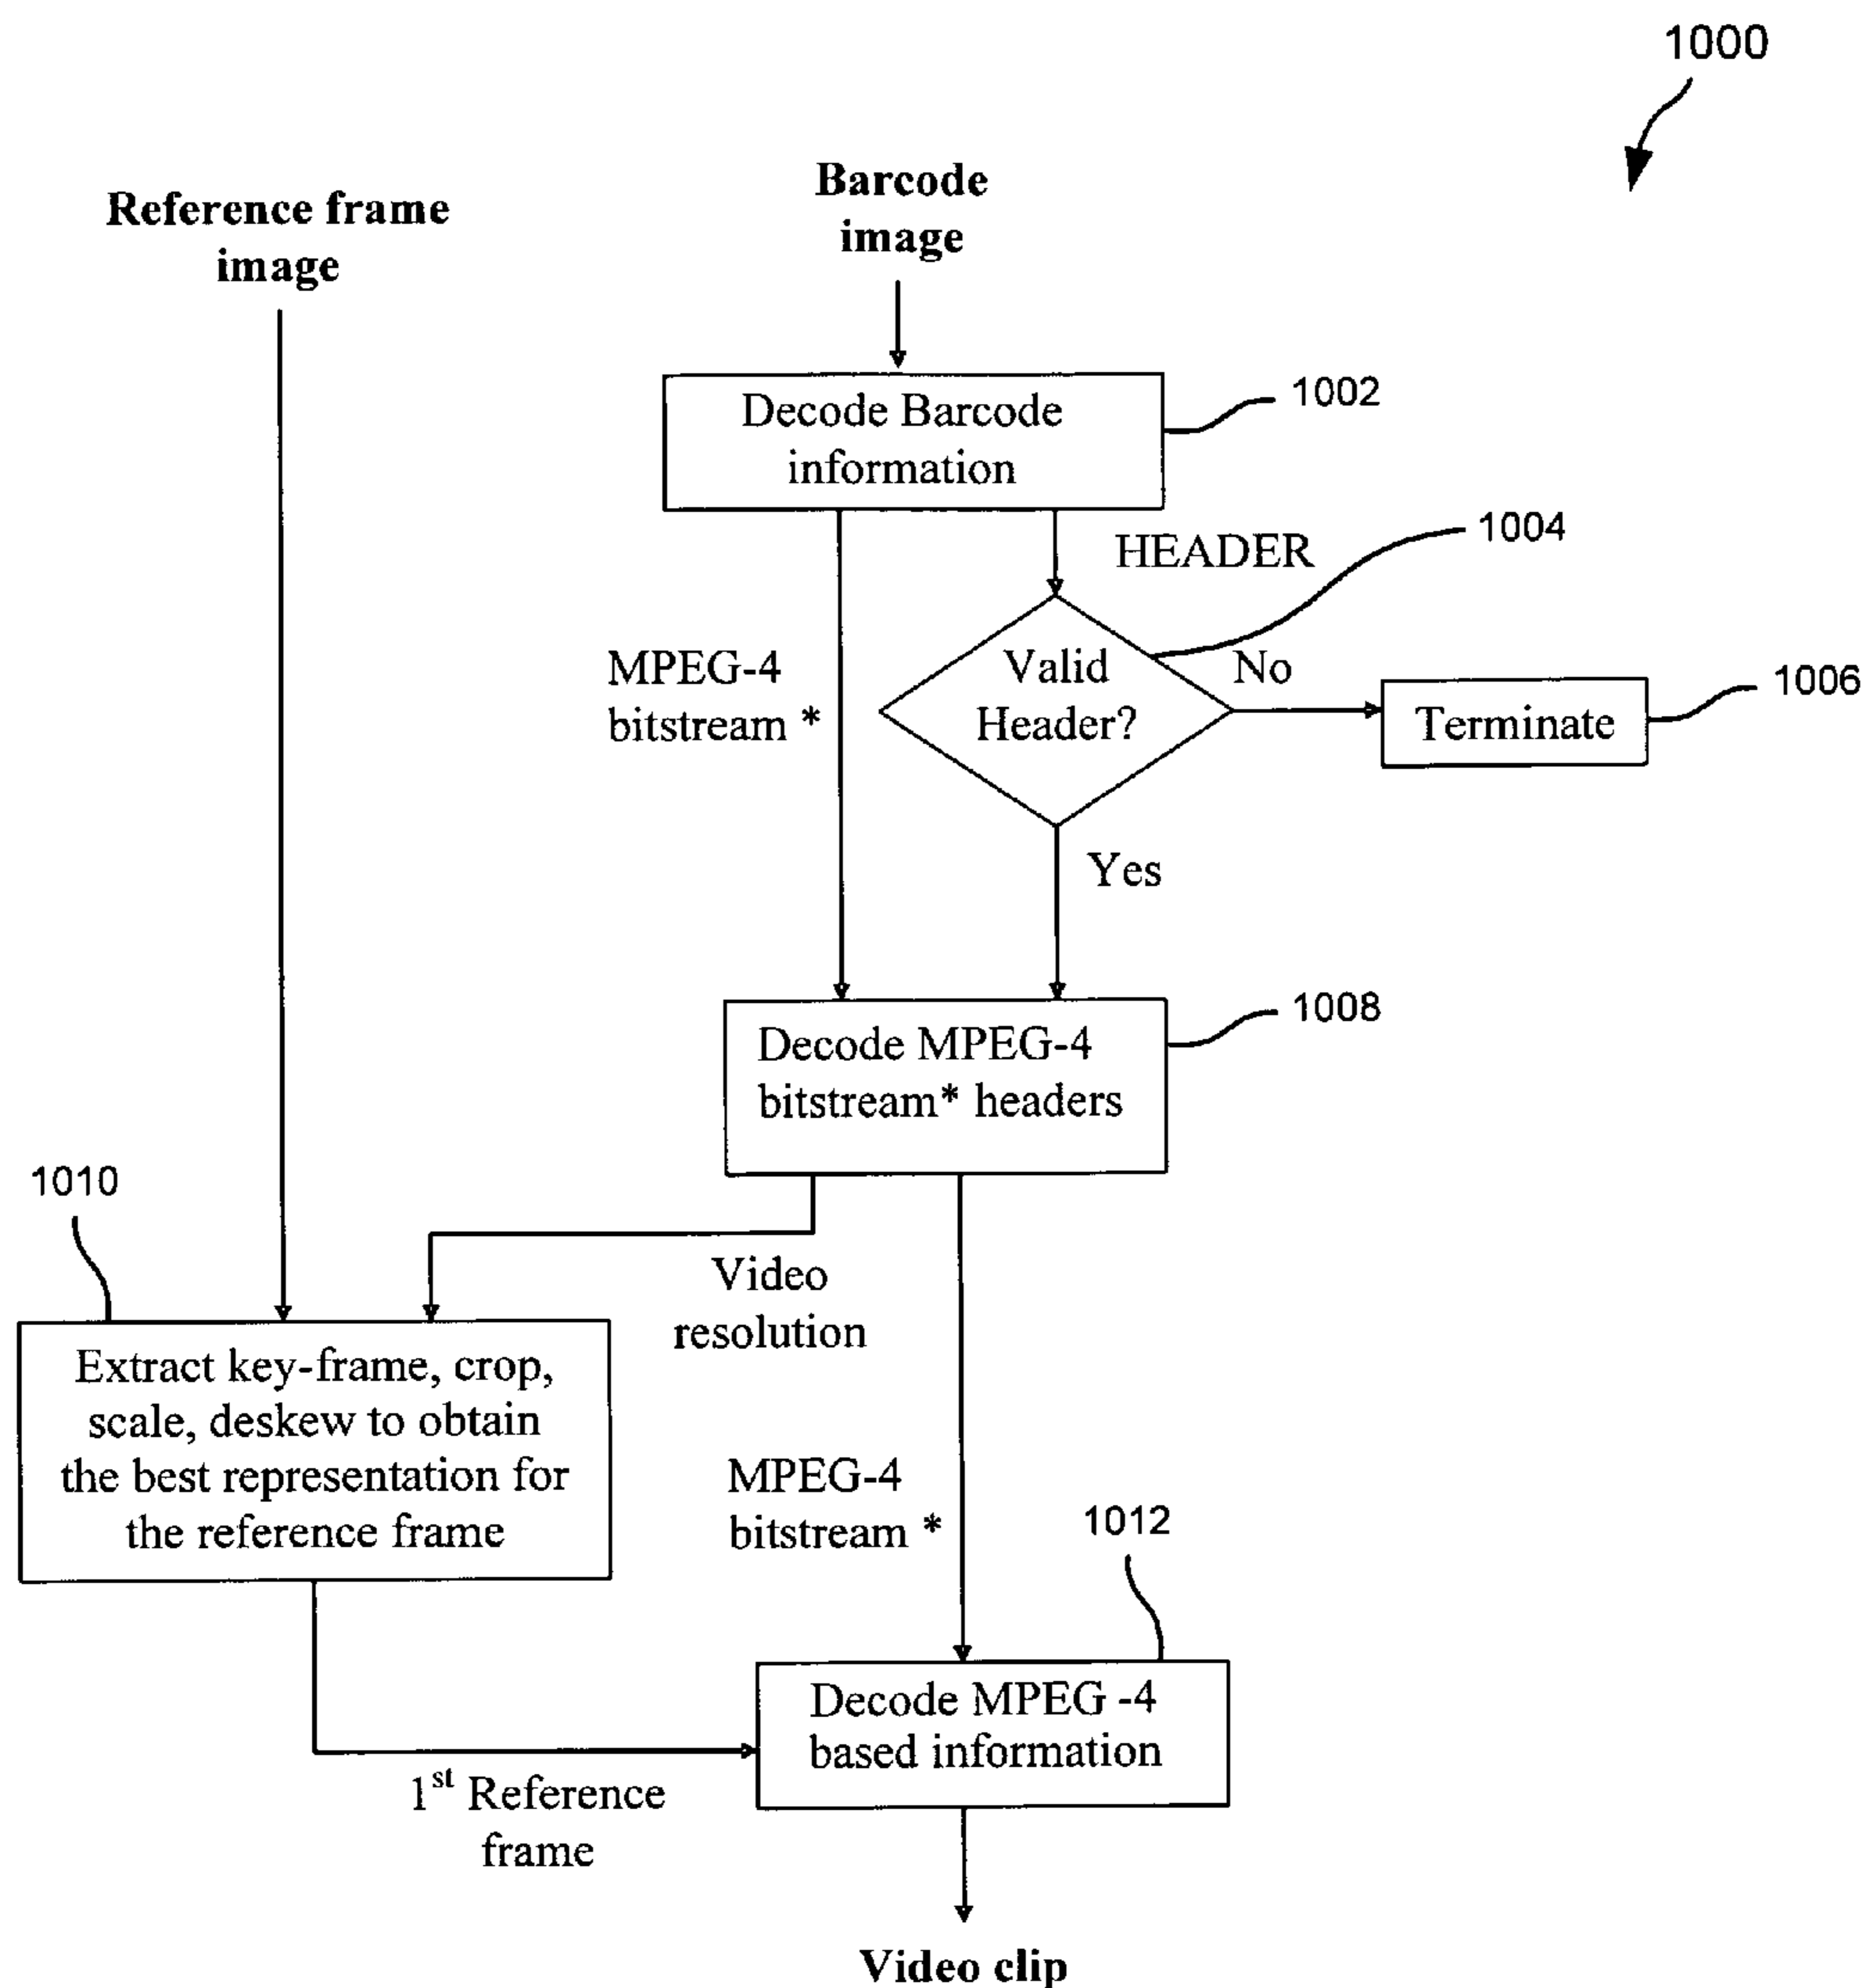 1000
Reference frame
image
Barcode
image
Decode Barcode
information
1002
HEADER
1004
MPEG-4
bitstream *
Valid
Header?
No
Terminate
1006
Yes
Decode MPEG-4
bitstream* headers
1008
1010
Video
resolution
Extract key-frame, crop,
scale, deskew to obtain
the best representation for
the reference frame
MPEG-4
bitstream *
1012
Decode MPEG -4
based information
1st Reference
frame
Video clip